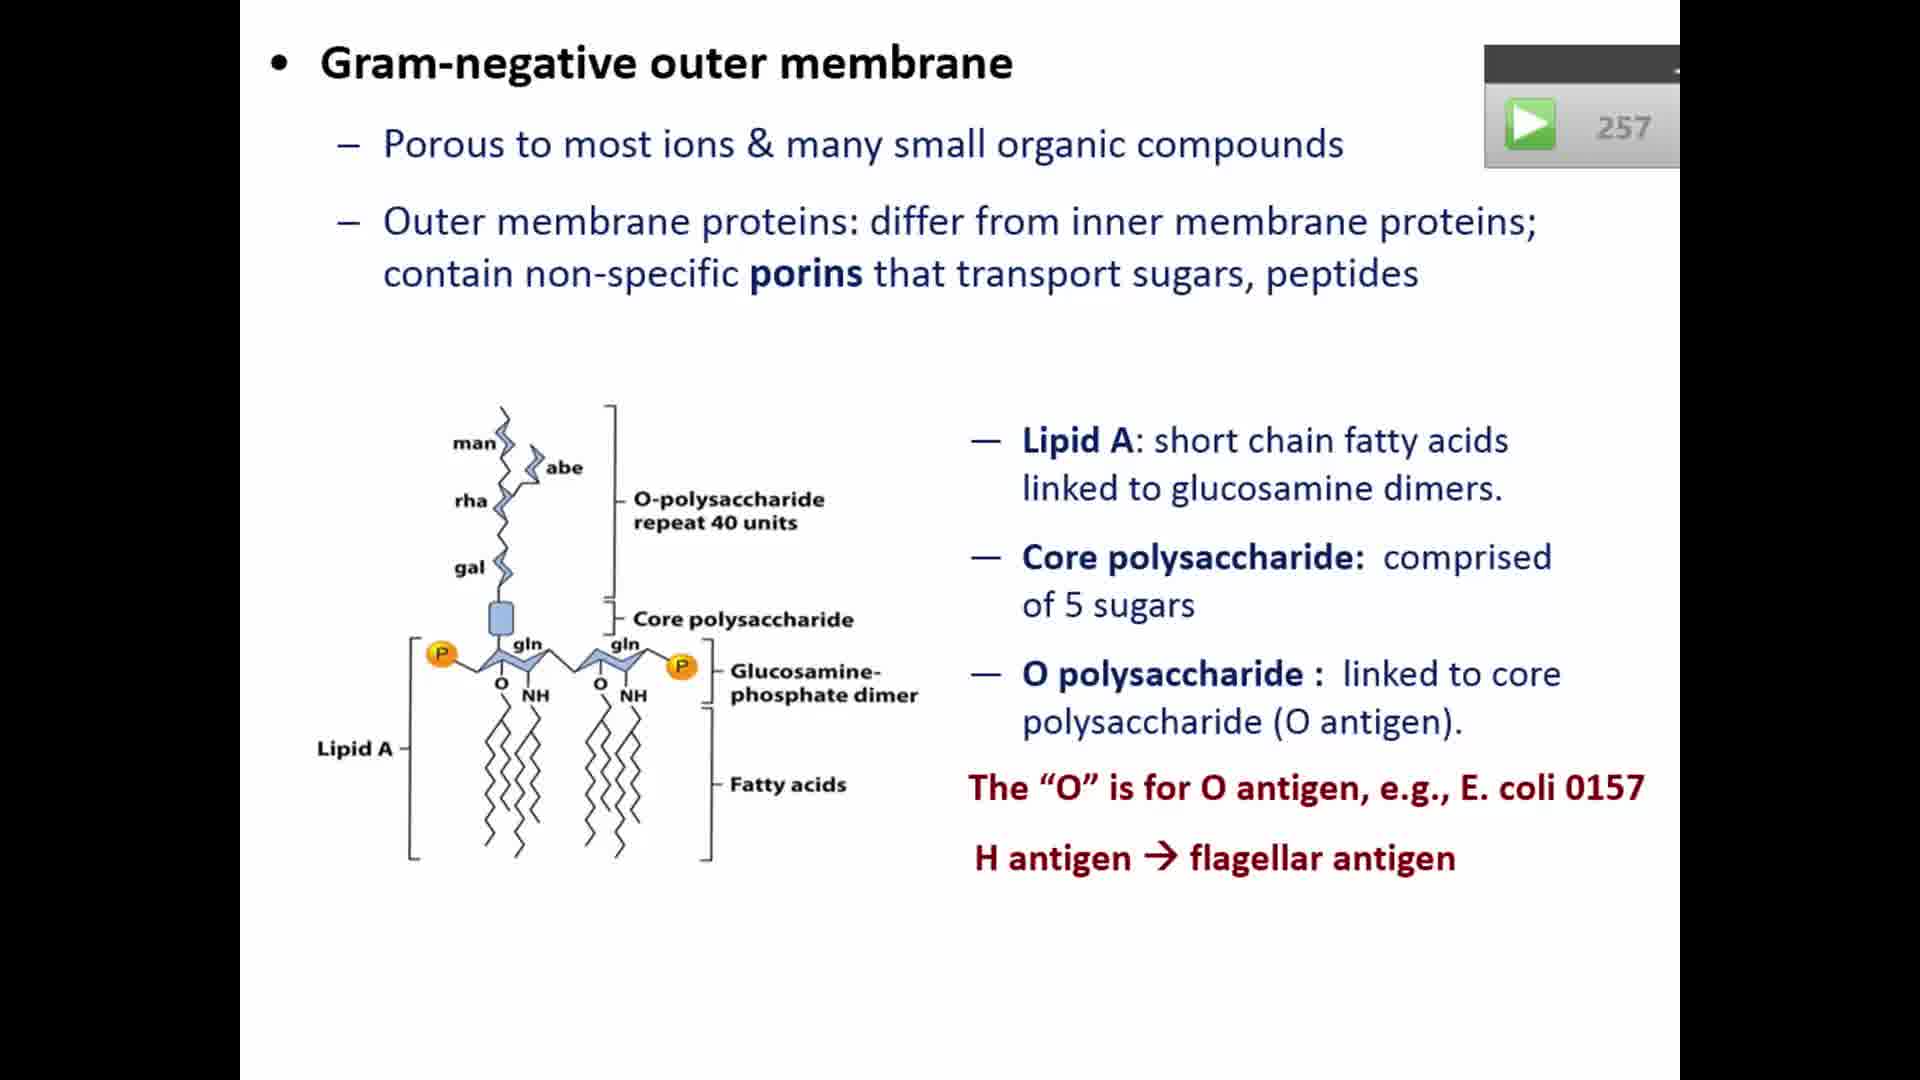 • Gram-negative outer membrane
257
– Porous to most ions & many small organic compounds
– Outer membrane proteins: differ from inner membrane proteins;
contain non-specific porins that transport sugars, peptides
man
abe
rha
O-polysaccharide
repeat 40 units
gal
Core polysaccharide
P
gln
gln
P
Glucosamine-
phosphate dimer
O
NH
O
NH
Lipid A
Fatty acids
— Lipid A: short chain fatty acids
linked to glucosamine dimers.
— Core polysaccharide: comprised
of 5 sugars
— O polysaccharide : linked to core
polysaccharide (O antigen).
The “O” is for O antigen, e.g., E. coli 0157
H antigen → flagellar antigen